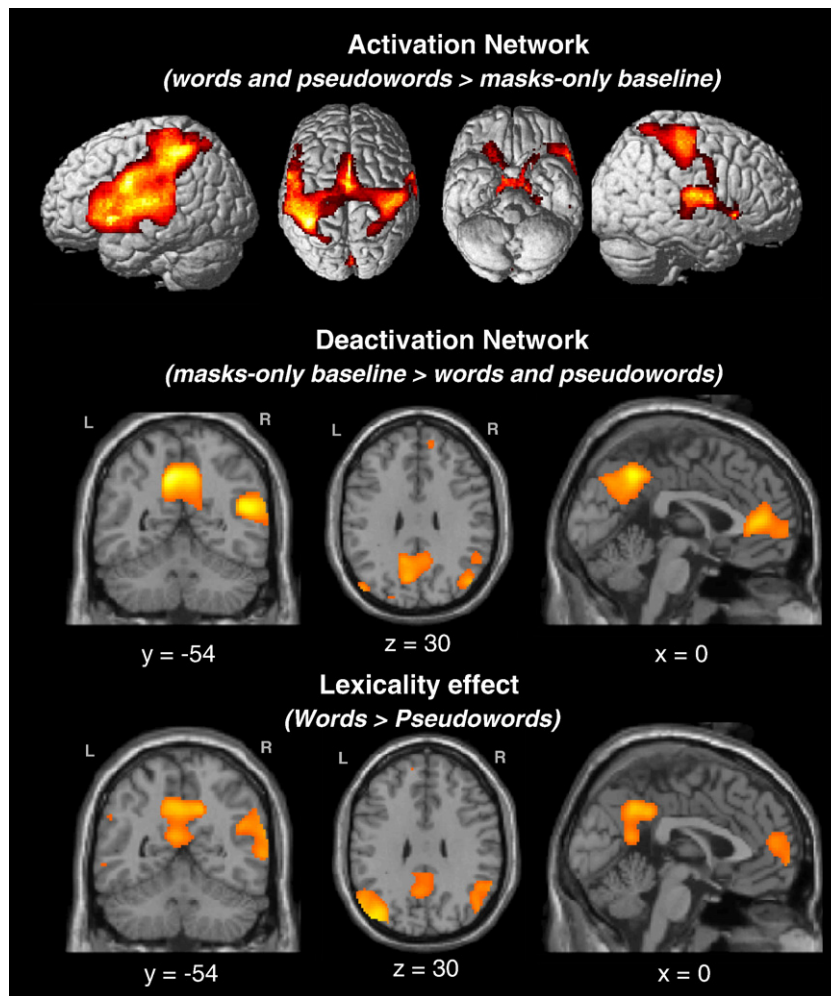 Activation Network
(words and pseudowords > masks-only baseline)
Deactivation Network
(masks-only baseline > words and pseudowords)
L R L R
y = -54 z = 30 x = 0
Lexicality effect
(Words > Pseudowords)
L R L R
y = -54 z = 30 x = 0